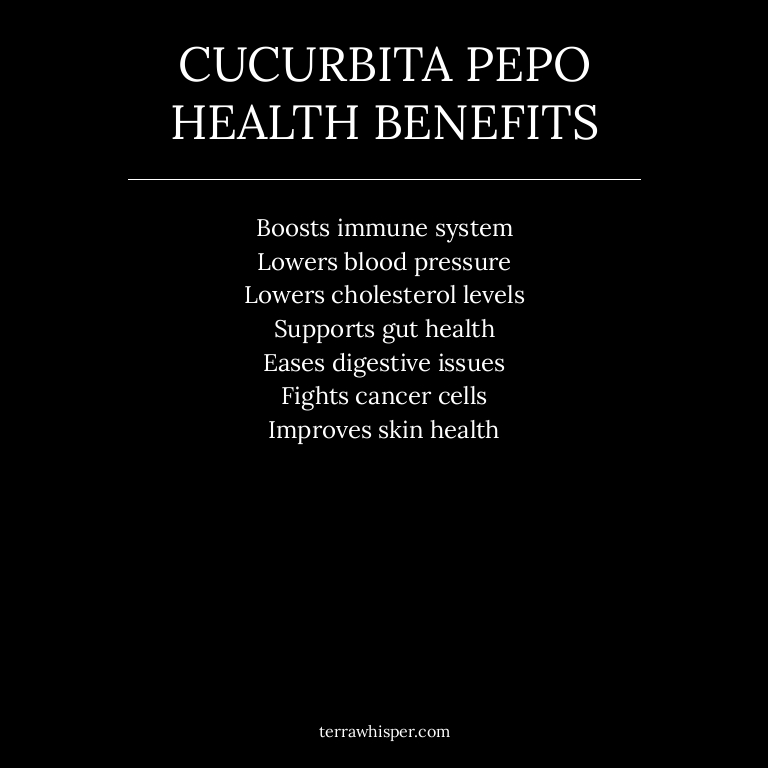 CUCURBITA PEPO
HEALTH BENEFITS
Boosts immune system
Lowers blood pressure
Lowers cholesterol levels
Supports gut health
Eases digestive issues
Fights cancer cells
Improves skin health
terrawhisper.com